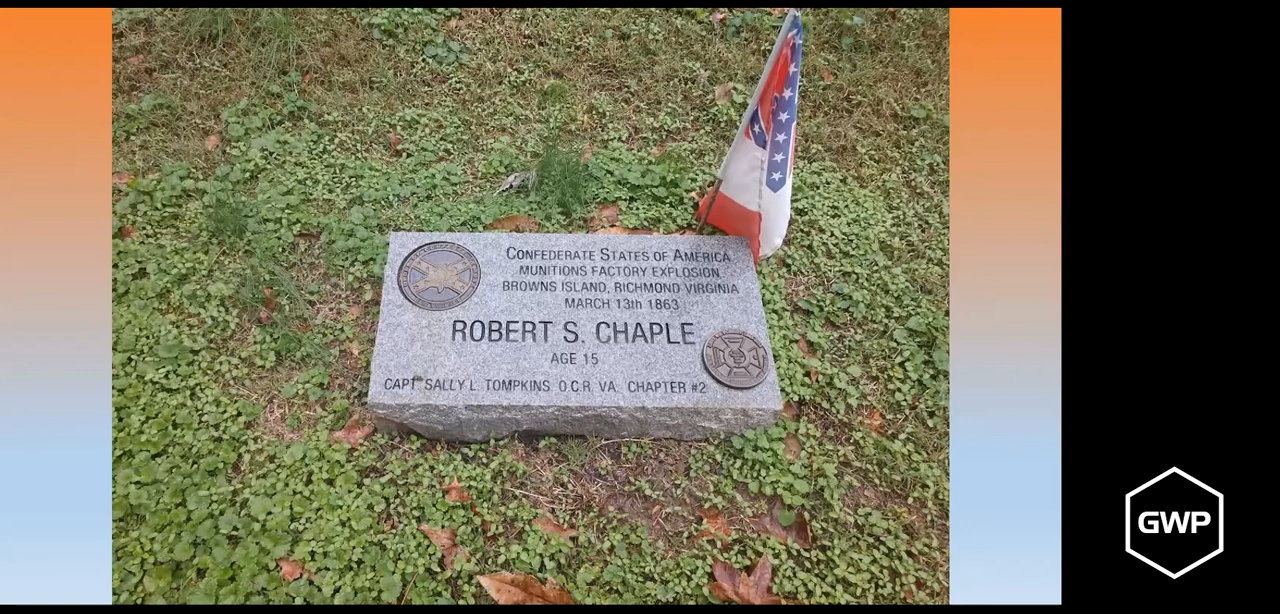 CONFEDERATE STATES OF AMERICA
MUNITIONS FACTORY EXPLOSION
BROWNS ISLAND, RICHMOND VIRGINIA
MARCH 13th 1863
ROBERT S. CHAPLE
AGE 15
CAPT. SALLY L. TOMPKINS O.C.R. VA. CHAPTER #2
GWP